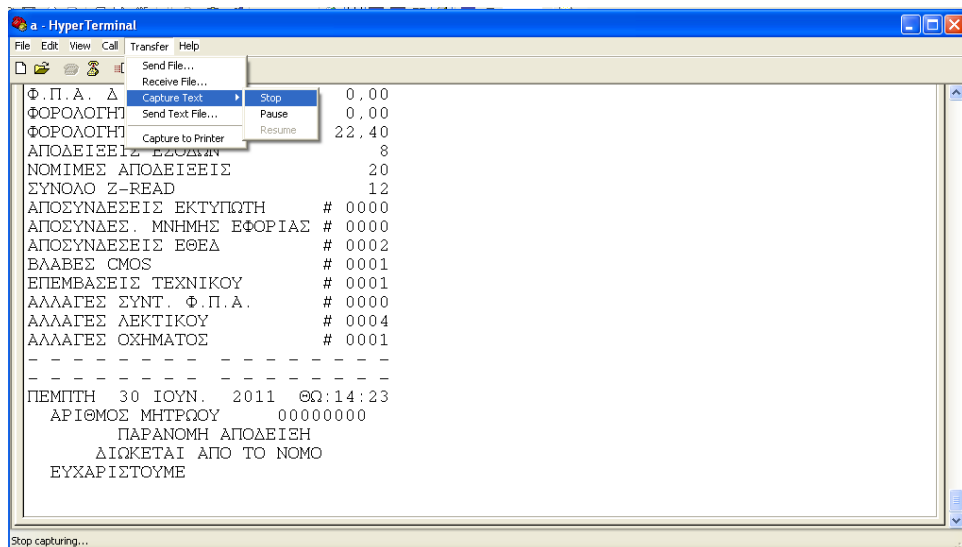 a - HyperTerminal
File Edit View Call Transfer Help
Send File...
Receive File...
Capture Text
Send Text File...
Capture to Printer
Stop
Pause
Resume
Φ.Π.Α. Δ 0,00
0,00
22,40
ΑΠΟΔΕΙΞΕΙΣ ΕΣΟΔΩΝ 8
ΝΟΜΙΜΕΣ ΑΠΟΔΕΙΞΕΙΣ 20
ΣΥΝΟΛΟ Z-READ 12
ΑΠΟΣΥΝΔΕΣΕΙΣ ΕΚΤΥΠΩΤΗ # 0000
ΑΠΟΣΥΝΔΕΣ. ΜΝΗΜΗΣ ΕΦΟΡΙΑΣ # 0000
ΑΠΟΣΥΝΔΕΣΕΙΣ ΕΘΕΔ # 0002
ΒΛΑΒΕΣ CMOS # 0001
ΕΠΕΜΒΑΣΕΙΣ ΤΕΧΝΙΚΟΥ # 0001
ΑΛΛΑΓΕΣ ΣΥΝΤ. Φ.Π.Α. # 0000
ΑΛΛΑΓΕΣ ΛΕΚΤΙΚΟΥ # 0004
ΑΛΛΑΓΕΣ ΟΧΗΜΑΤΟΣ # 0001
- - - - - - - - - - - - - - - -
- - - - - - - - - - - - - - - -
ΠΕΜΠΤΗ 30 ΙΟΥΝ. 2011 ΘΩ:14:23
ΑΡΙΘΜΟΣ ΜΗΤΡΩΟΥ 00000000
ΠΑΡΑΝΟΜΗ ΑΠΟΔΕΙΞΗ
ΔΙΩΚΕΤΑΙ ΑΠΟ ΤΟ ΝΟΜΟ
ΕΥΧΑΡΙΣΤΟΥΜΕ
Stop capturing...